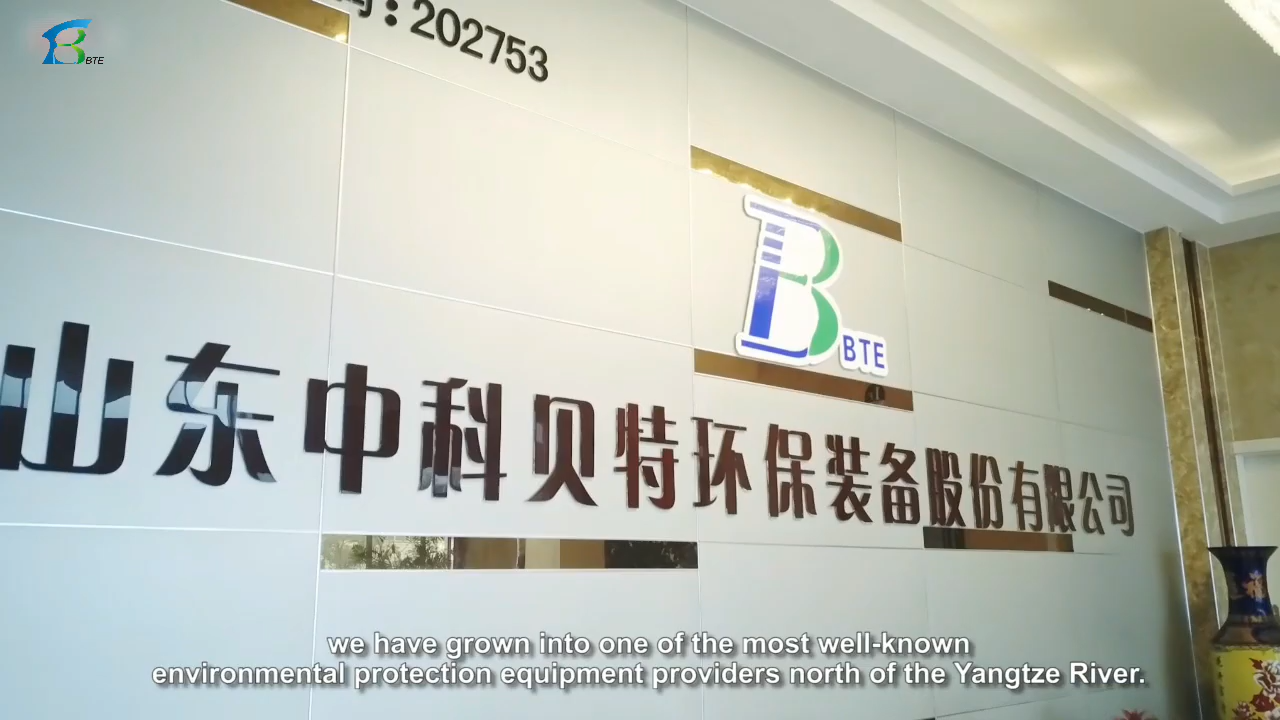 BTE
: 202753
BTE
山东中科贝特环保装备股份有限公司
we have grown into one of the most well-known
environmental protection equipment providers north of the Yangtze River.